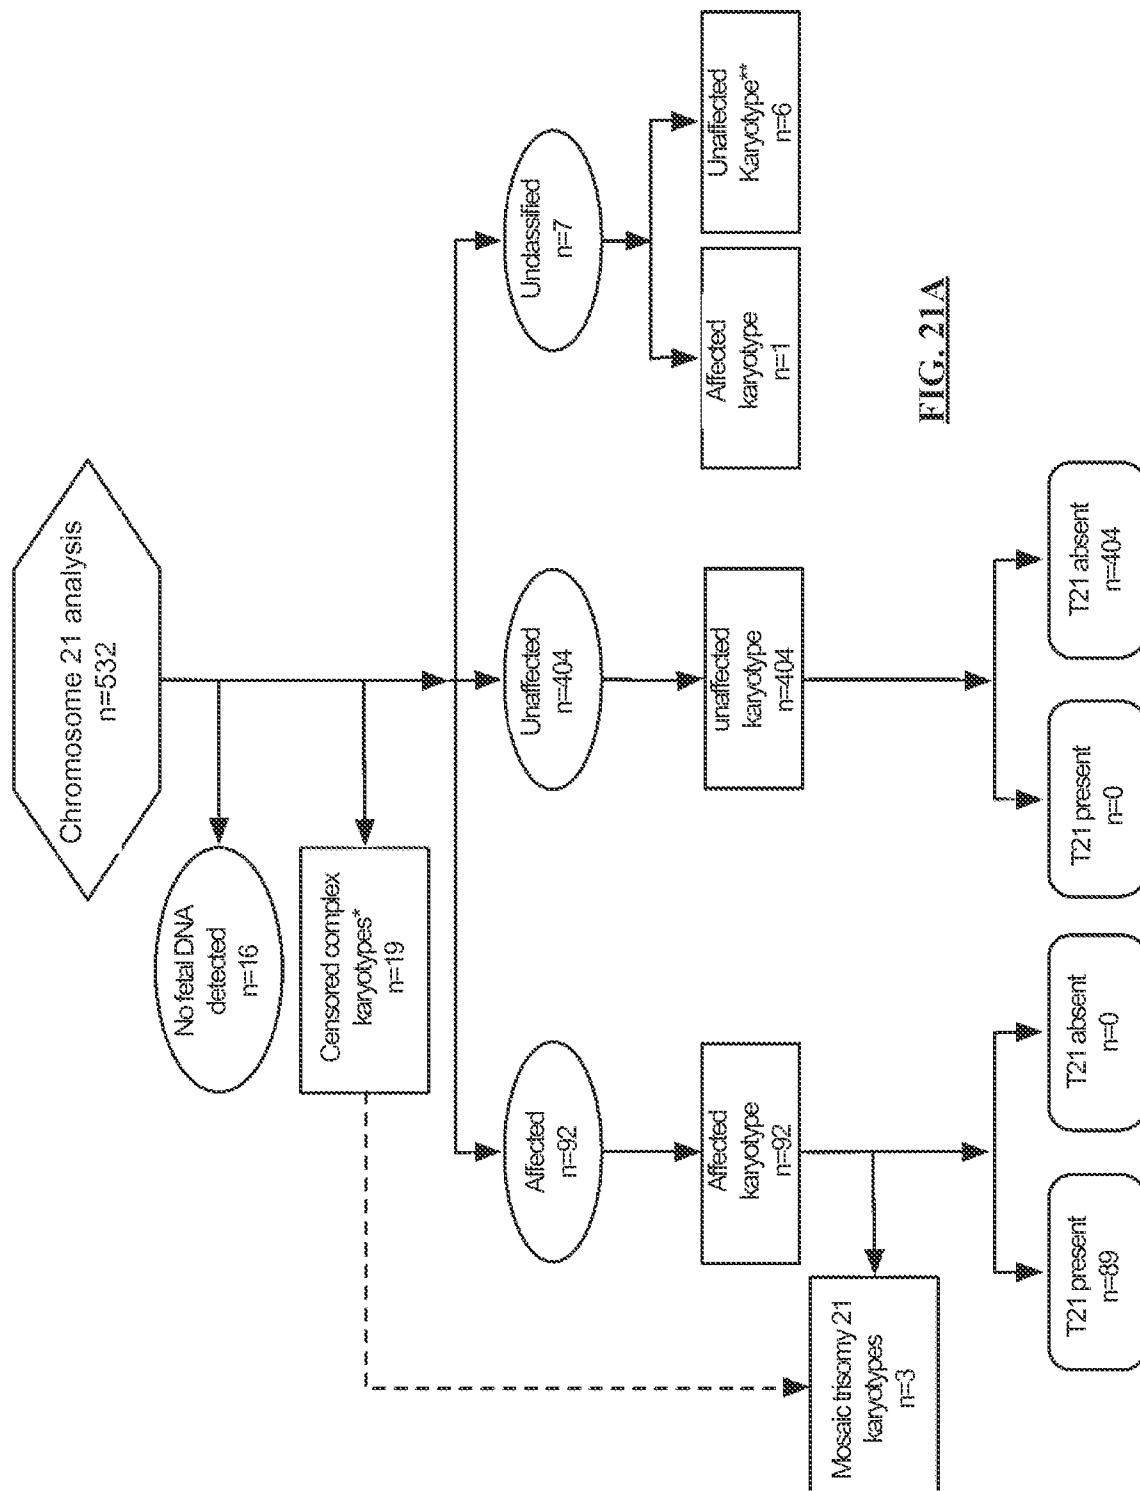 Chromosome 21 analysis
n=532
No fetal DNA
detected
n=16
Censored complex
karyotypes*
n=19
Affected
n=92
Unaffected
n=404
Unclassified
n=7
Affected
karyotype
n=92
unaffected
karyotype
n=404
Affected
karyotype
n=1
Unaffected
Karyotype**
n=6
Mosaic trisomy 21
karyotypes
n=3
T21 present
n=89
T21 absent
n=0
T21 present
n=0
T21 absent
n=404
FIG. 21A